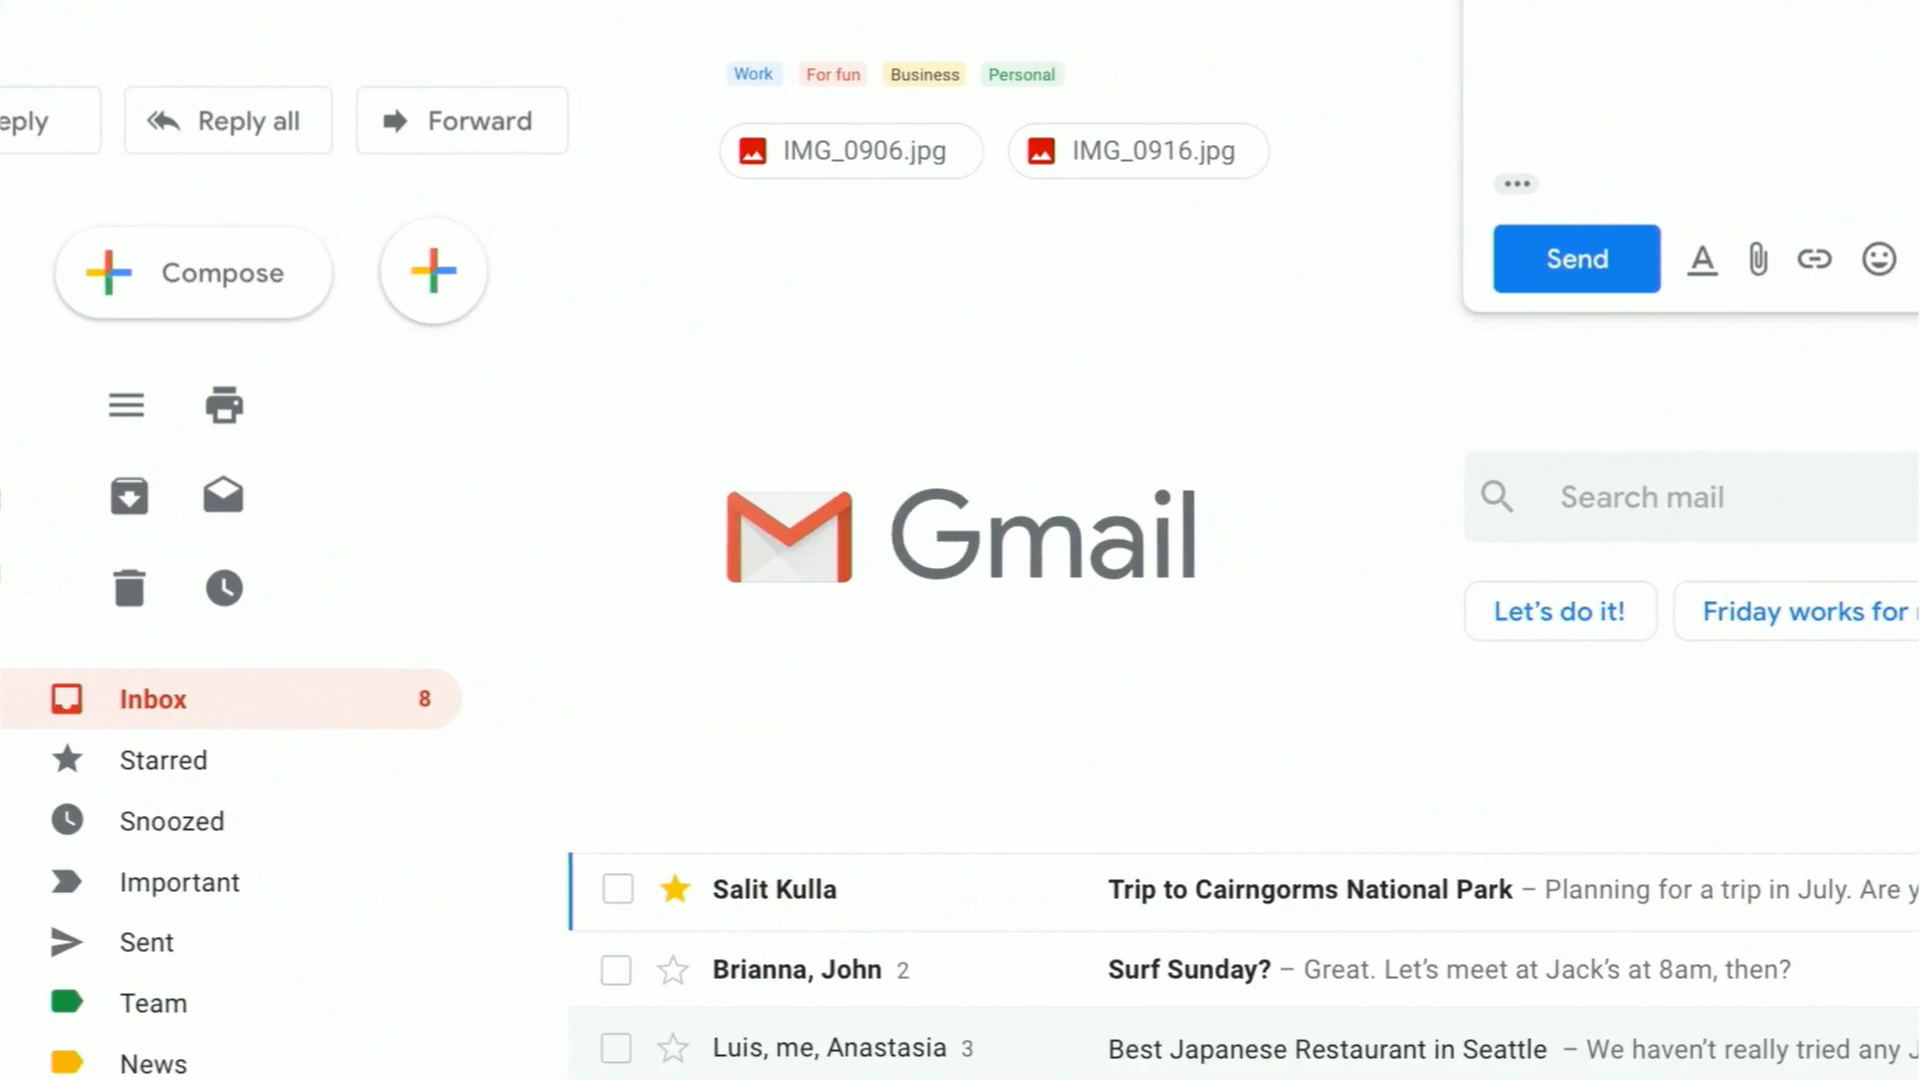 Work For fun Business Personal
eply Reply all Forward
IMG_0906.jpg IMG_0916.jpg
Send
Compose
Gmail
Search mail
Let's do it! Friday works for
Inbox 8
Starred
Snoozed
Important
Sent
Team
News
Salit Kulla Trip to Cairngorms National Park – Planning for a trip in July. Are y
Brianna, John 2 Surf Sunday? – Great. Let's meet at Jack's at 8am, then?
Luis, me, Anastasia 3 Best Japanese Restaurant in Seattle – We haven't really tried any J